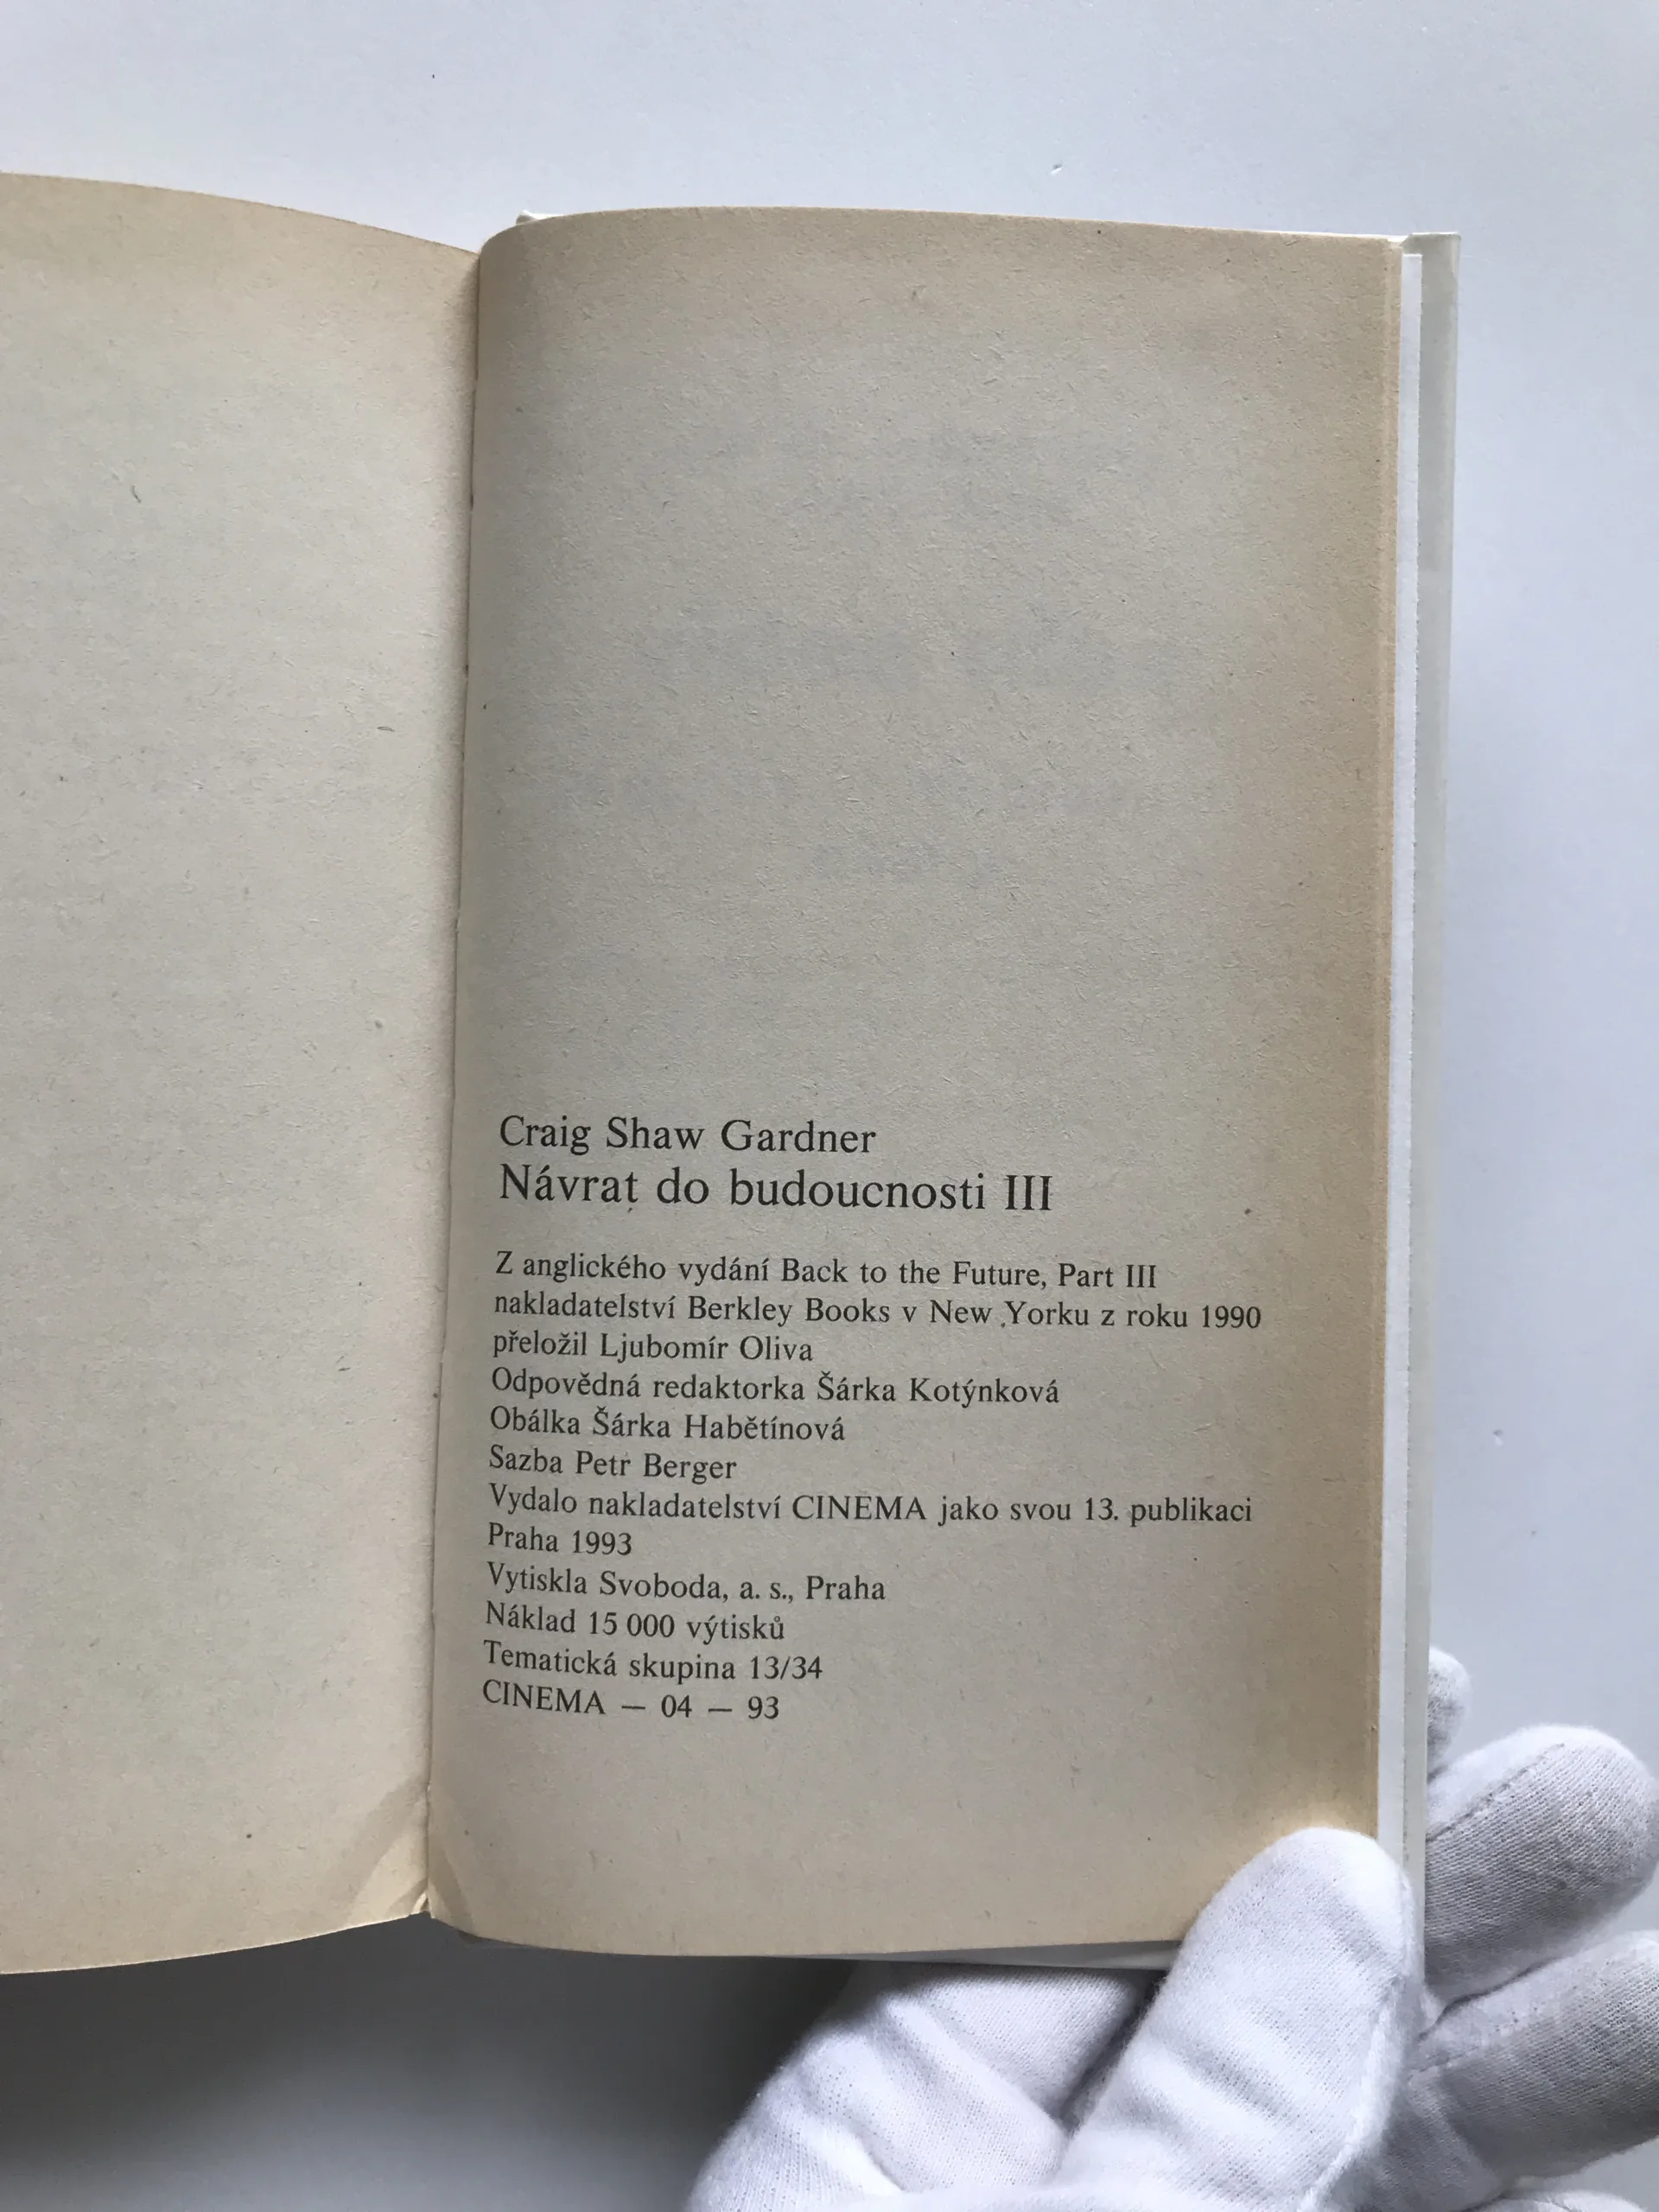 Craig Shaw Gardner
Návrat do budoucnosti III
Z anglického vydání Back to the Future, Part III
nakladatelství Berkley Books v New Yorku z roku 1990
přeložil Ljubomír Oliva
Odpovědná redaktorka Šárka Kotýnková
Obálka Šárka Habětínová
Sazba Petr Berger
Vydalo nakladatelství CINEMA jako svou 13. publikaci
Praha 1993
Vytiskla Svoboda, a. s., Praha
Náklad 15 000 výtisků
Tematická skupina 13/34
CINEMA — 04 — 93